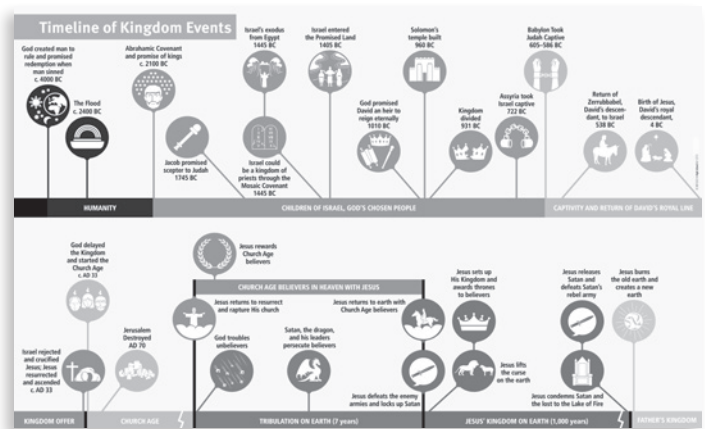 Timeline of Kingdom Events
God created man to
rule and promised
redemption when
man sinned
c. 4000 BC
The Flood
c. 2400 BC
Abrahamic Covenant
and promise of kings
c. 2100 BC
Jacob promised
scepter to Judah
1745 BC
Israel's exodus
from Egypt
1445 BC
Israel could
be a kingdom of
priests through the
Mosaic Covenant
1445 BC
Israel entered
the Promised Land
1405 BC
God promised
David an heir to
reign eternally
1010 BC
Solomon's
temple built
960 BC
Kingdom
divided
931 BC
Assyria took
Israel captive
722 BC
Babylon Took
Judah Captive
605–586 BC
Return of
Zerrubbabel,
David's descen-
dant, to Israel
538 BC
Birth of Jesus,
David's royal
descendant,
4 BC
HUMANITY
CHILDREN OF ISRAEL, GOD'S CHOSEN PEOPLE
CAPTIVITY AND RETURN OF DAVID'S ROYAL LINE
God delayed
the Kingdom
and started the
Church Age
c. AD 33
Israel rejected
and crucified
Jesus; Jesus
resurrected
and ascended
c. AD 33
Jerusalem
Destroyed
AD 70
Jesus rewards
Church Age
believers
CHURCH AGE BELIEVERS IN HEAVEN WITH JESUS
Jesus returns to resurrect
and rapture His church
God troubles
unbelievers
Satan, the dragon,
and his leaders
persecute believers
Jesus returns to earth with
Church Age believers
Jesus defeats the enemy
armies and locks up Satan
Jesus sets up
His Kingdom and
awards thrones
to believers
Jesus lifts
the curse
on the earth
Jesus releases
Satan and
defeats Satan's
rebel army
Jesus condemns Satan and
the lost to the Lake of Fire
Jesus burns
the old earth and
creates a new
earth
KINGDOM OFFER
CHURCH AGE
TRIBULATION ON EARTH (7 years)
JESUS' KINGDOM ON EARTH (1,000 years)
FATHER'S KINGDOM